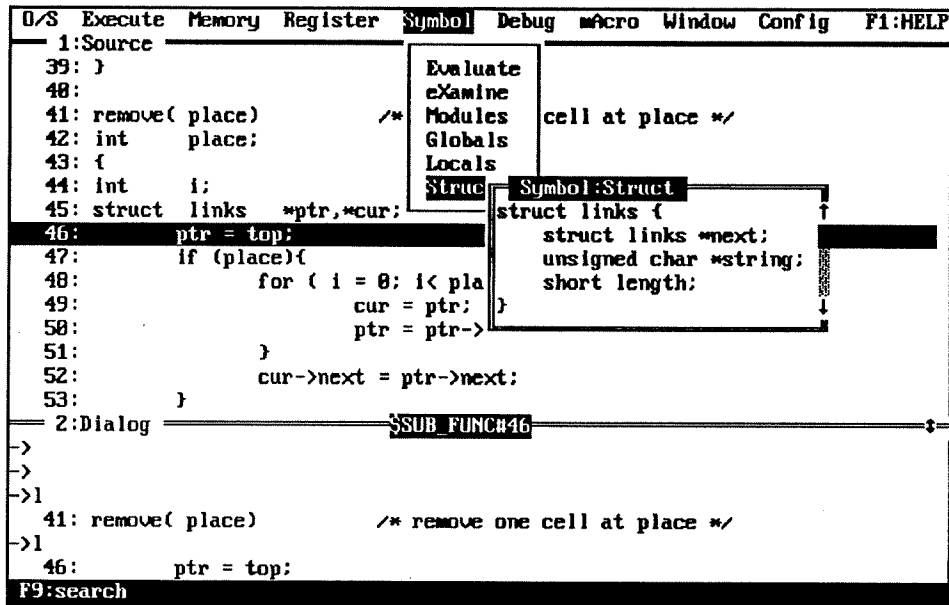 O/S Execute Memory Register Symbol Debug mAcro Window Config F1:HELP
1:Source
39: }
40:
41: remove( place) /* cell at place */
42: int place;
43: {
44: int i;
45: struct links *ptr,*cur;
46: ptr = top;
47: if (place){
48: for ( i = 0; i< pla
49: cur = ptr;
50: ptr = ptr->
51: }
52: cur->next = ptr->next;
53: }
Evaluate
eXamine
Modules
Globals
Locals
Struc
Symbol:Struct
struct links {
struct links *next;
unsigned char *string;
short length;
}
2:Dialog SSUB_FUNC#46
->
->
->l
41: remove( place) /* remove one cell at place */
->l
46: ptr = top;
F9:search